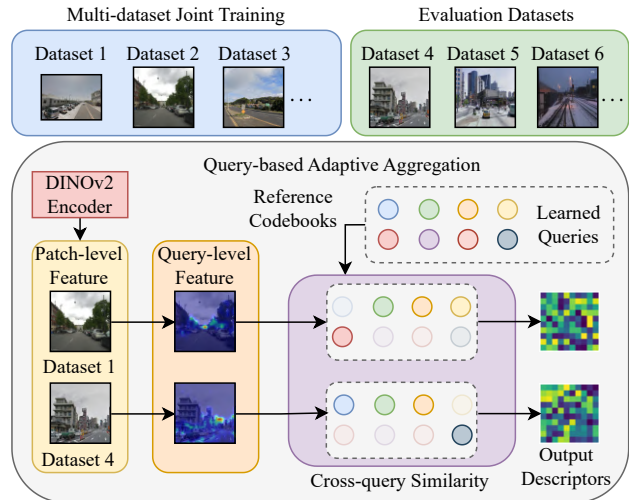 Multi-dataset Joint Training
Dataset 1
Dataset 2
Dataset 3
...
Evaluation Datasets
Dataset 4
Dataset 5
Dataset 6
...
Query-based Adaptive Aggregation
DINOv2
Encoder
Reference
Codebooks
Learned
Queries
Patch-level
Feature
Query-level
Feature
Dataset 1
Dataset 4
Cross-query Similarity
Output
Descriptors